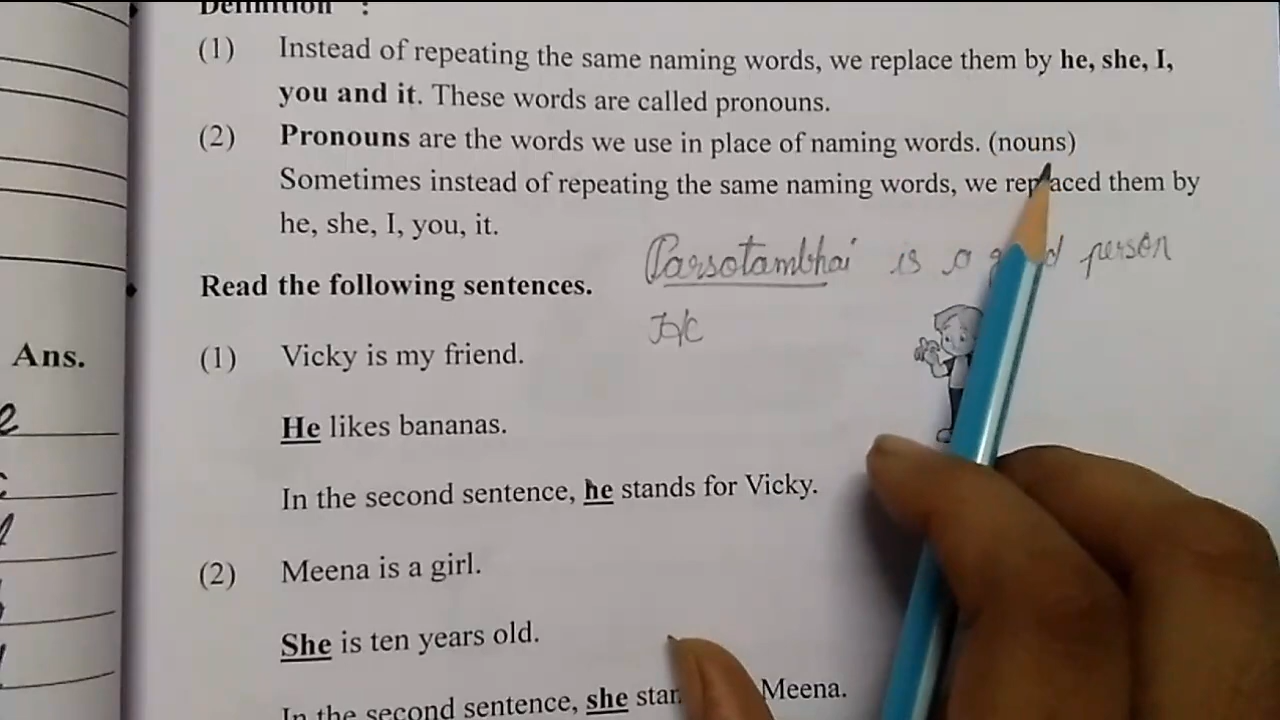 Definition :
(1) Instead of repeating the same naming words, we replace them by he, she, I,
you and it. These words are called pronouns.
(2) Pronouns are the words we use in place of naming words. (nouns)
Sometimes instead of repeating the same naming words, we replaced them by
he, she, I, you, it.
Parsotambhai is a good person
Read the following sentences.
Ans.
(1) Vicky is my friend.
He likes bananas.
In the second sentence, he stands for Vicky.
(2) Meena is a girl.
She is ten years old.
In the second sentence, she Meena.